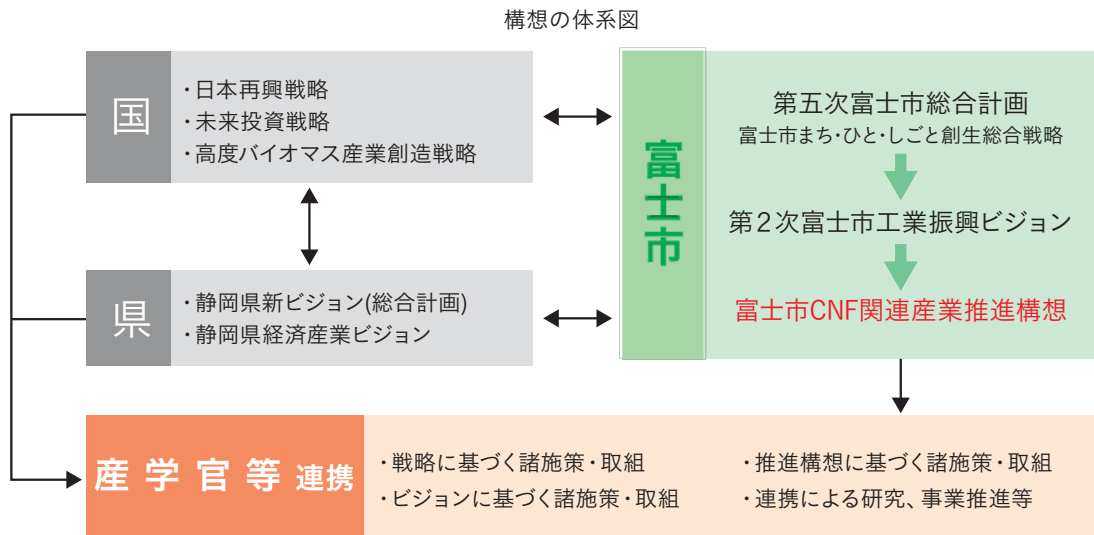 構想の体系図
国
・日本再興戦略
・未来投資戦略
・高度バイオマス産業創造戦略
県
・静岡県新ビジョン(総合計画)
・静岡県経済産業ビジョン
富士市
第五次富士市総合計画
富士市まち・ひと・しごと創生総合戦略
第2次富士市工業振興ビジョン
富士市CNF関連産業推進構想
産学官等 連携
・戦略に基づく諸施策・取組
・ビジョンに基づく諸施策・取組
・推進構想に基づく諸施策・取組
・連携による研究、事業推進等